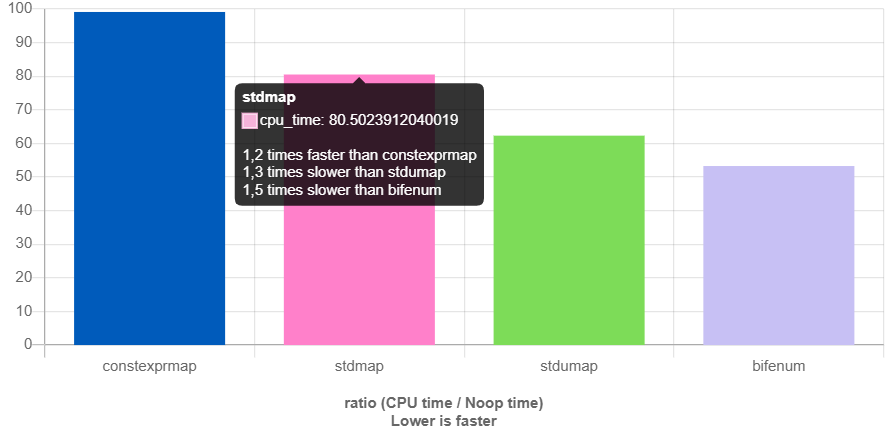 100
90
80
70
60
50
40
30
20
10
0
stdmap
cpu_time: 80.5023912040019
1,2 times faster than constexprmap
1,3 times slower than stdumap
1,5 times slower than bifenum
constexprmap stdmap stdumap bifenum
ratio (CPU time / Noop time)
Lower is faster